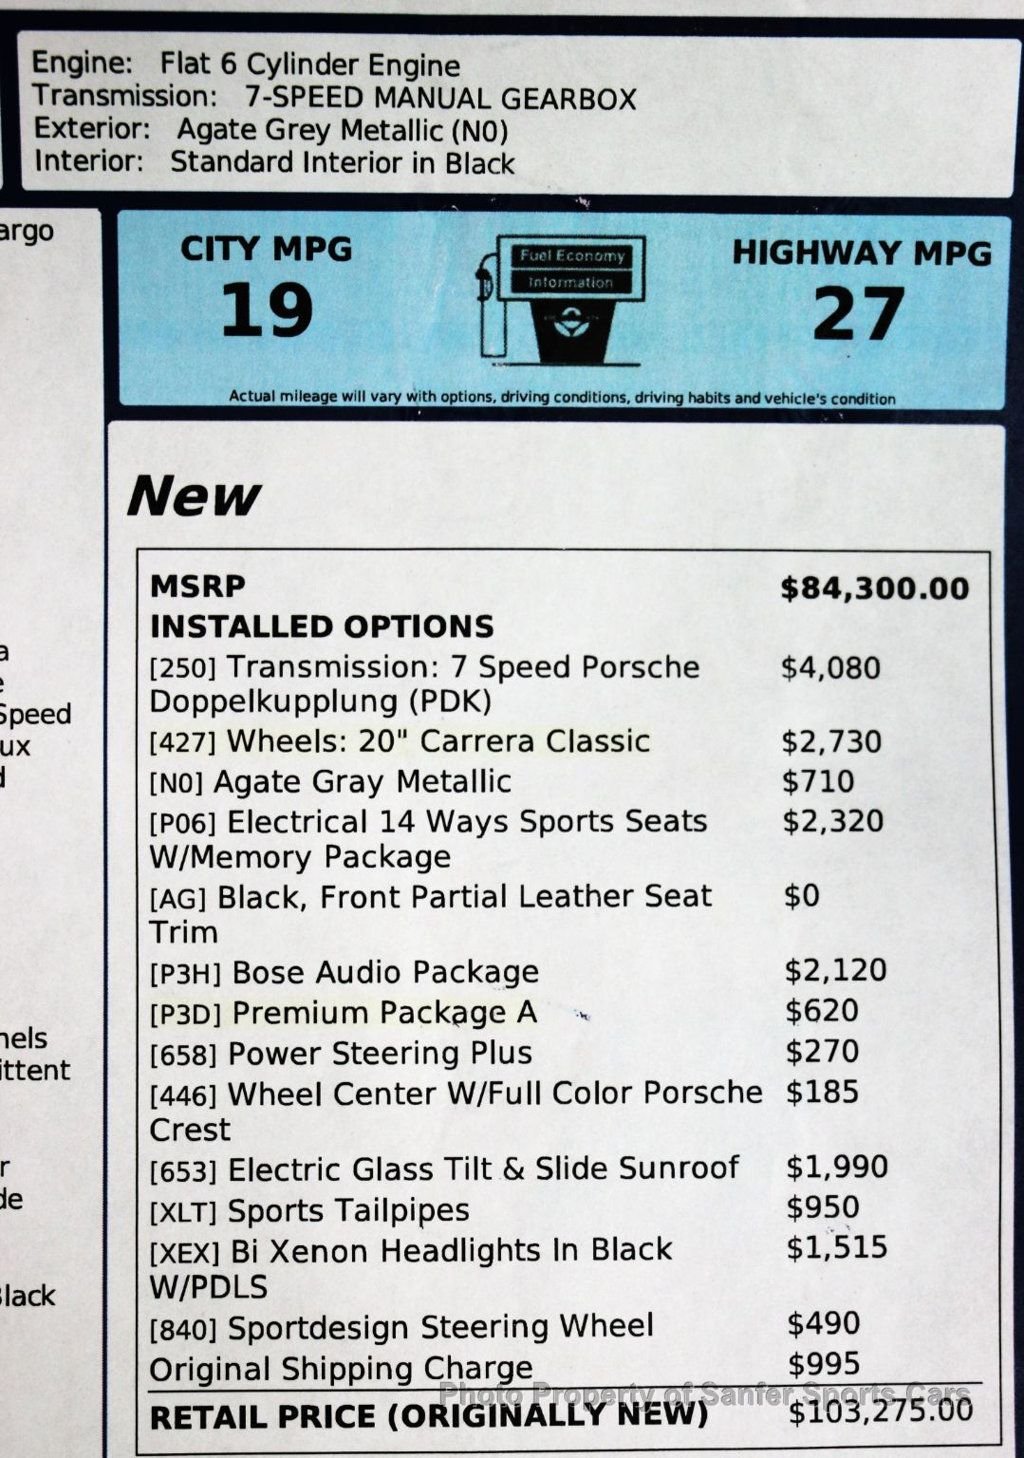 Engine: Flat 6 Cylinder Engine
Transmission: 7-SPEED MANUAL GEARBOX
Exterior: Agate Grey Metallic (N0)
Interior: Standard Interior in Black
argo
CITY MPG
19
Fuel Economy
Information
HIGHWAY MPG
27
Actual mileage will vary with options, driving conditions, driving habits and vehicle's condition
New
MSRP $84,300.00
INSTALLED OPTIONS
[250] Transmission: 7 Speed Porsche $4,080
Doppelkupplung (PDK)
[427] Wheels: 20" Carrera Classic $2,730
[N0] Agate Gray Metallic $710
[P06] Electrical 14 Ways Sports Seats $2,320
W/Memory Package
[AG] Black, Front Partial Leather Seat $0
Trim
[P3H] Bose Audio Package $2,120
[P3D] Premium Package A $620
[658] Power Steering Plus $270
[446] Wheel Center W/Full Color Porsche $185
Crest
[653] Electric Glass Tilt & Slide Sunroof $1,990
[XLT] Sports Tailpipes $950
[XEX] Bi Xenon Headlights In Black $1,515
W/PDLS
[840] Sportdesign Steering Wheel $490
Original Shipping Charge $995
Photo Property of Sanfer Sports Cars
RETAIL PRICE (ORIGINALLY NEW) $103,275.00
Speed
ux
nels
ittent
r
de
lack